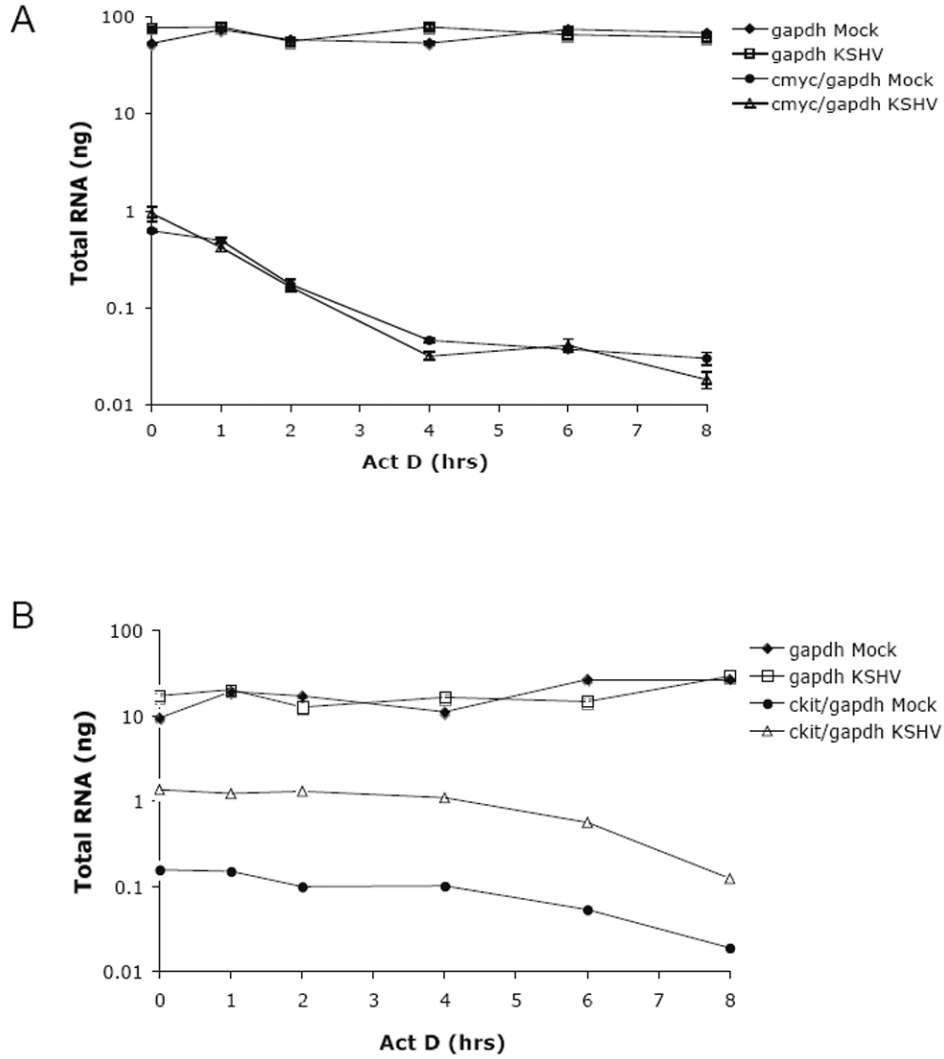 A
100
10
1
0.1
0.01
Total RNA (ng)
0 1 2 3 4 5 6 7 8
Act D (hrs)
gapdh Mock
gapdh KSHV
cmyc/gapdh Mock
cmyc/gapdh KSHV
B
100
10
1
0.1
0.01
Total RNA (ng)
0 1 2 3 4 5 6 7 8
Act D (hrs)
gapdh Mock
gapdh KSHV
ckit/gapdh Mock
ckit/gapdh KSHV